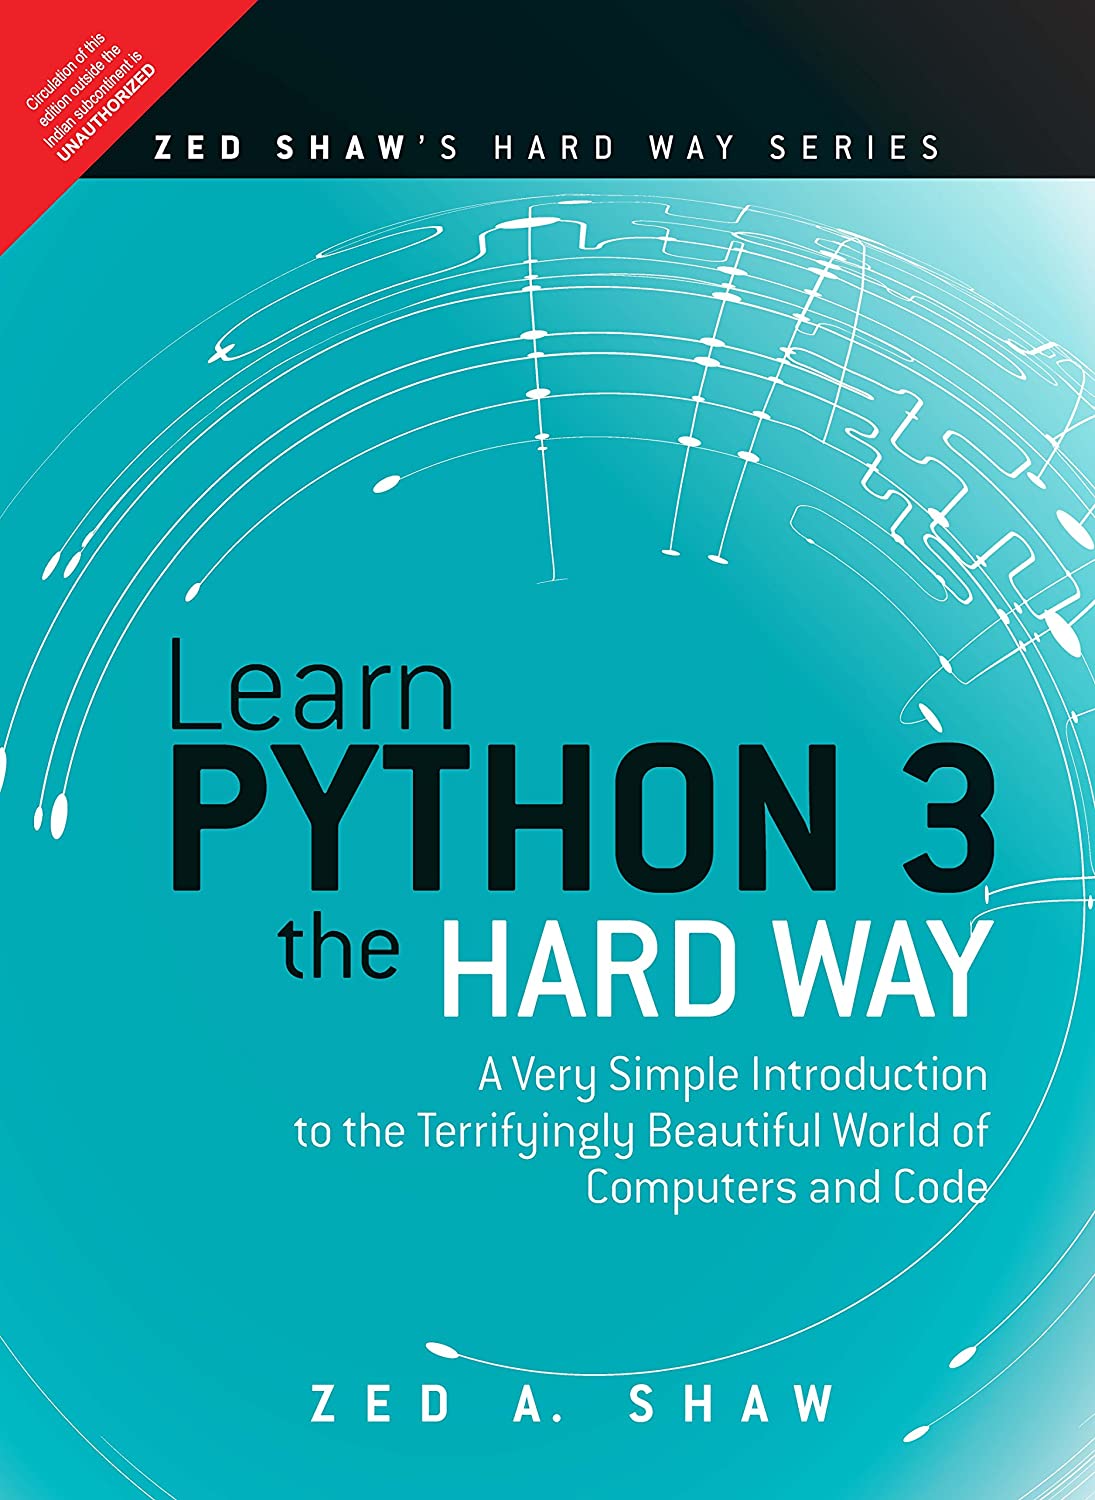 Circulation of this
edition outside the
Indian subcontinent is
UNAUTHORIZED
ZED SHAW'S HARD WAY SERIES
Learn
PYTHON 3
the HARD WAY
A Very Simple Introduction
to the Terrifyingly Beautiful World of
Computers and Code
ZED A. SHAW